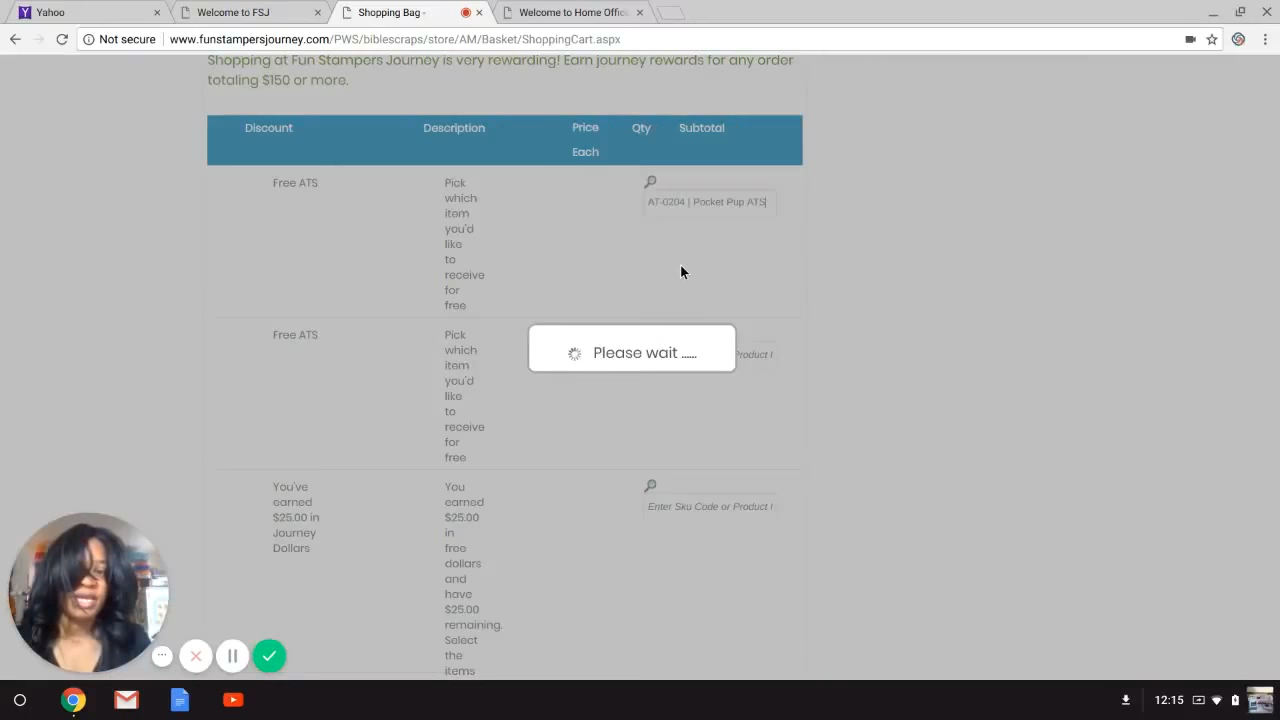 Yahoo
Welcome to FSJ
Shopping Bag -
Welcome to Home Offic
Not secure | www.funstampersjourney.com/PWS/biblescraps/store/AM/Basket/ShoppingCart.aspx
Shopping at Fun Stampers Journey is very rewarding! Earn journey rewards for any order
totaling $150 or more.
Discount Description Price Qty Subtotal
Each
Free ATS Pick
which
item
you'd
like
to
receive
for
free
AT-0204 | Pocket Pup ATS
Free ATS Pick
which
item
you'd
like
to
receive
for
free
Product I
Please wait ......
You've
earned
$25.00 in
Journey
Dollars
You
earned
$25.00
in
free
dollars
and
have
$25.00
remaining.
Select
the
items
Enter Sku Code or Product I
12:15